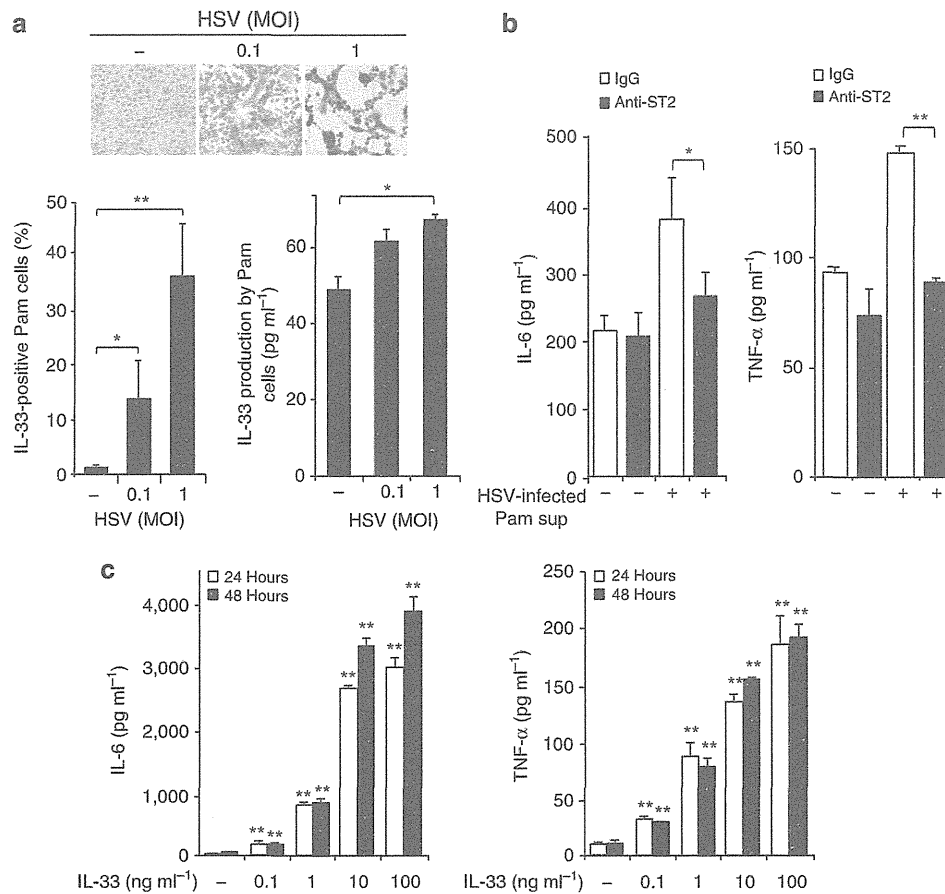 a
HSV (MOI)
– 0.1 1
IL-33-positive Pam cells (%)
50
40
30
20
10
0
**
*
– 0.1 1
HSV (MOI)
IL-33 production by Pam
cells (pg ml⁻¹)
60
40
20
0
*
– 0.1 1
HSV (MOI)
b
IgG
Anti-ST2
IL-6 (pg ml⁻¹)
500
400
300
200
100
0
*
– – + +
HSV-infected
Pam sup
IgG
Anti-ST2
TNF-α (pg ml⁻¹)
150
100
50
0
**
– – + +
c
24 Hours
48 Hours
IL-6 (pg ml⁻¹)
4,000
3,000
2,000
1,000
0
** ** ** ** ** ** ** **
IL-33 (ng ml⁻¹) – 0.1 1 10 100
24 Hours
48 Hours
TNF-α (pg ml⁻¹)
250
200
150
100
50
0
** ** ** ** ** ** ** **
IL-33 (ng ml⁻¹) – 0.1 1 10 100